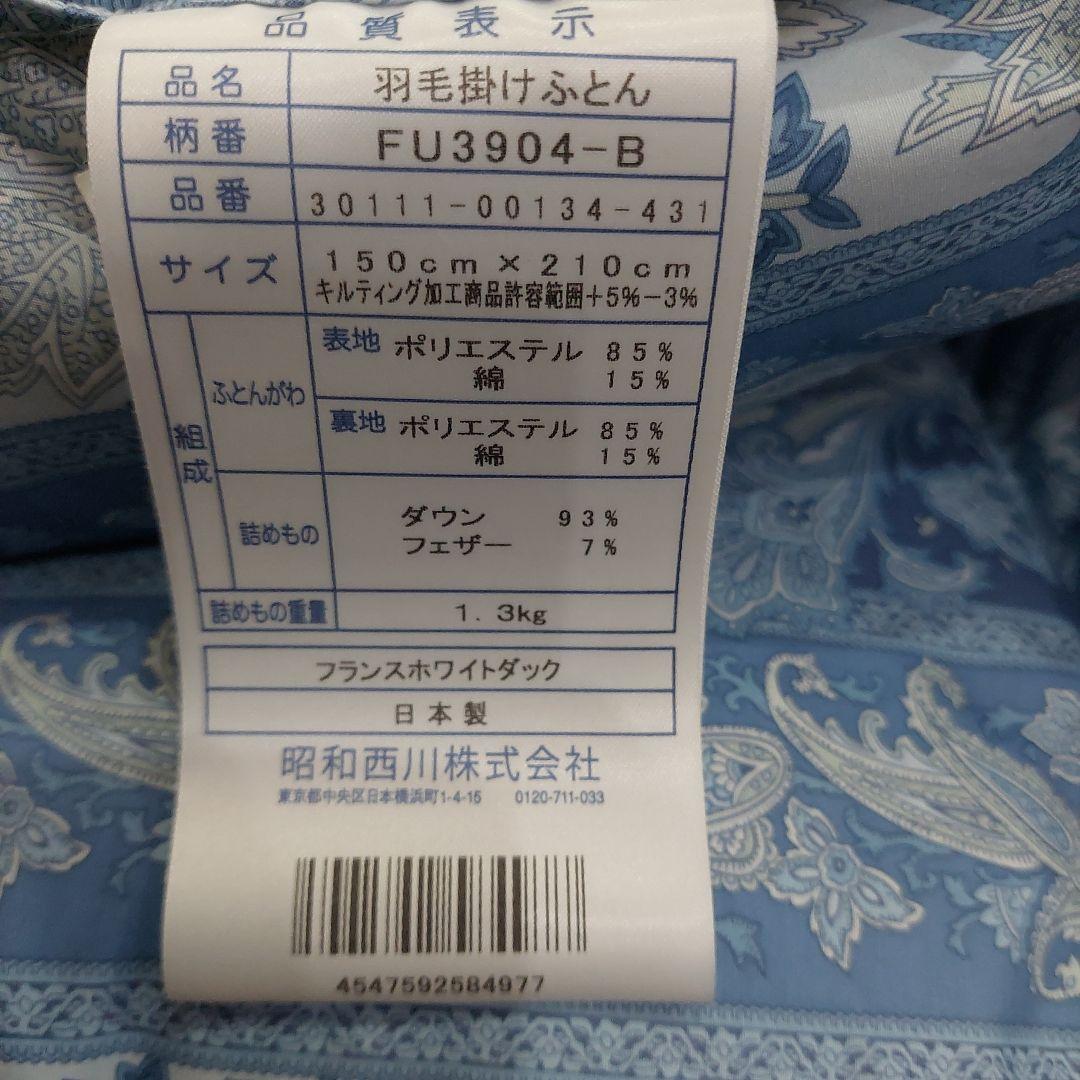 品質表示
品名 羽毛掛けふとん
柄番 FU3904-B
品番 30111-00134-431
サイズ 150cm×210cm
キルティング加工商品許容範囲+5%-3%
組成
ふとんがわ
表地 ポリエステル 85%
綿 15%
裏地 ポリエステル 85%
綿 15%
詰めもの
ダウン 93%
フェザー 7%
詰めもの重量 1.3kg
フランスホワイトダック
日本製
昭和西川株式会社
東京都中央区日本橋浜町1-4-15 0120-711-033
4547592584977